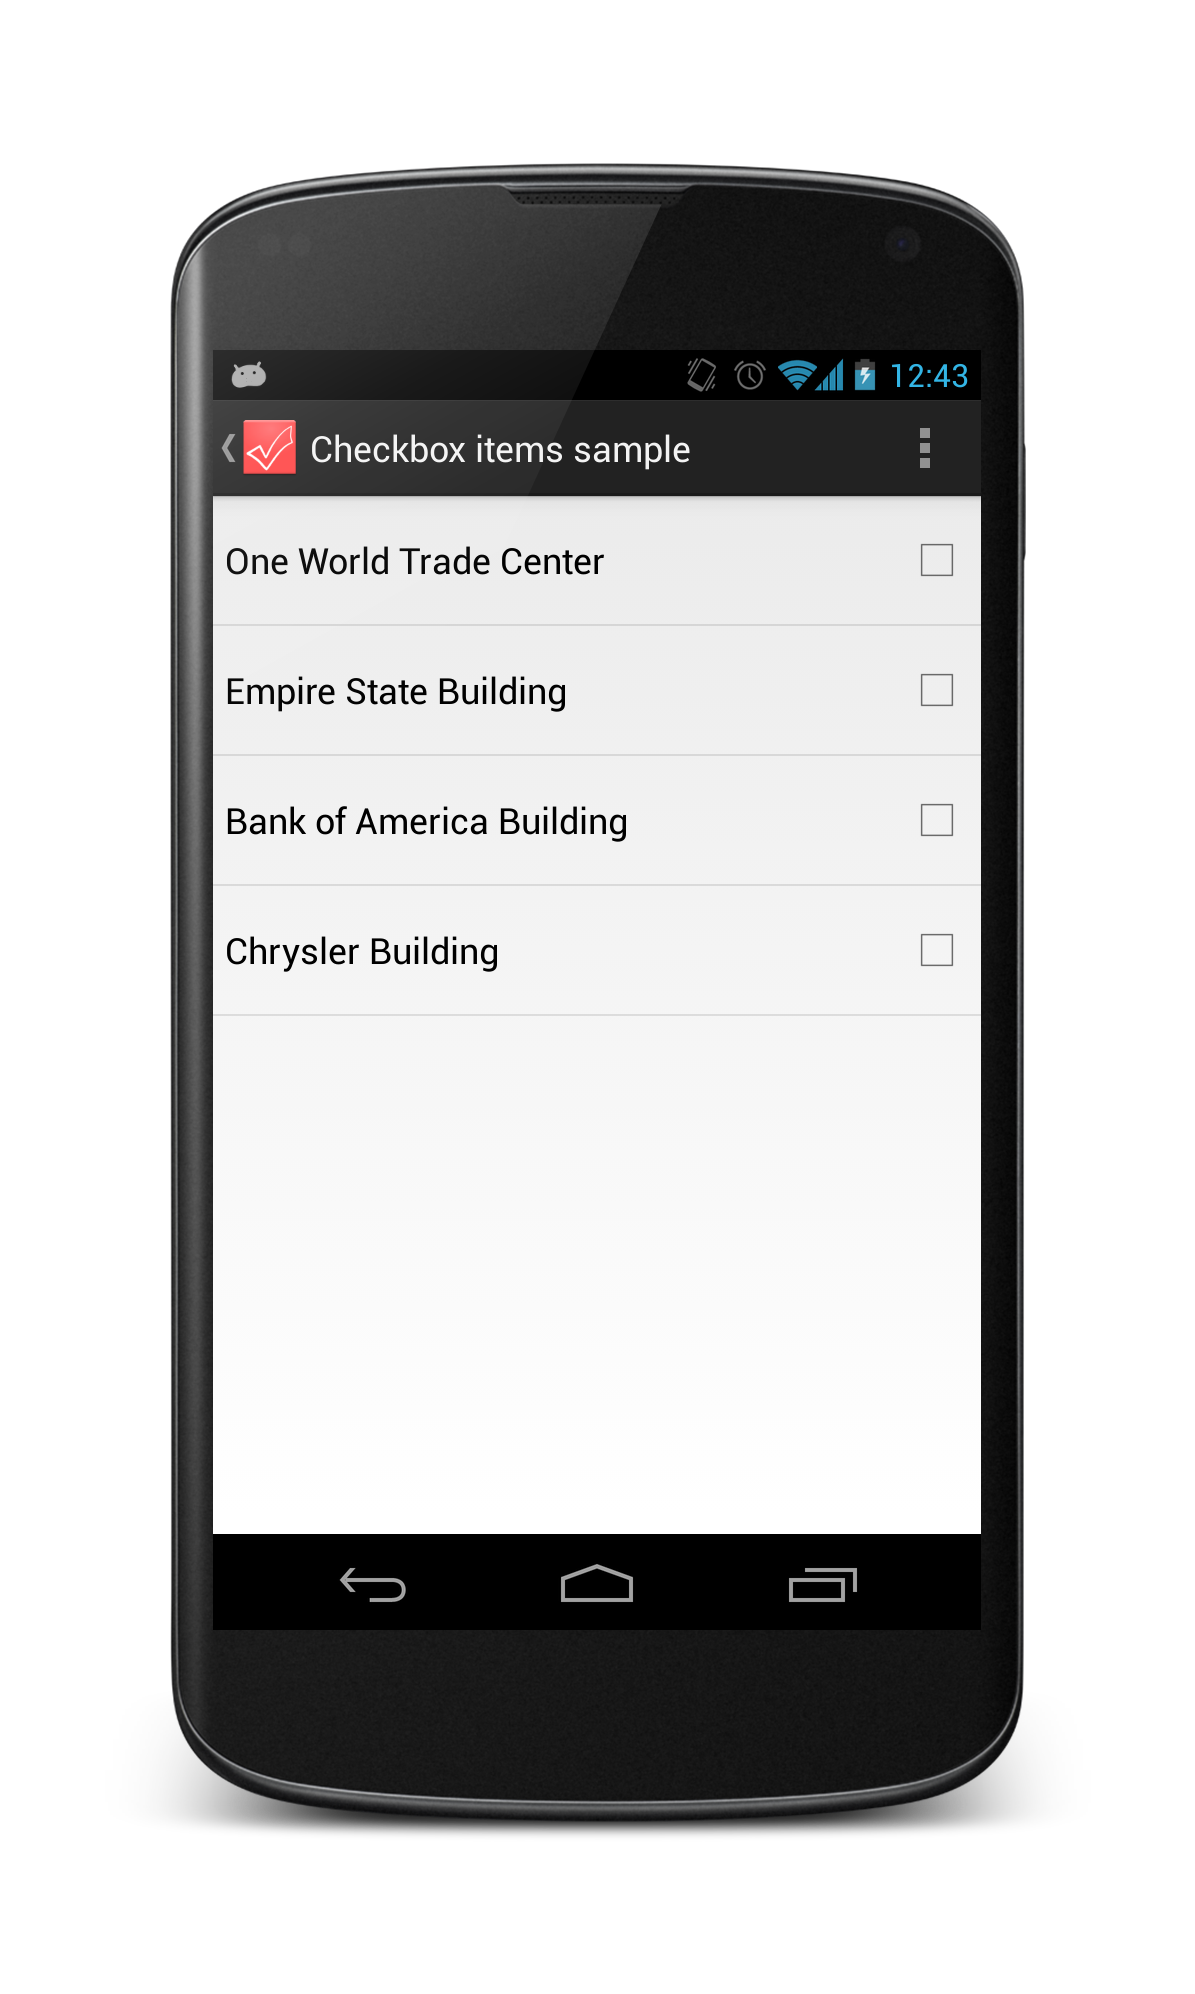 12:43
Checkbox items sample
One World Trade Center
Empire State Building
Bank of America Building
Chrysler Building